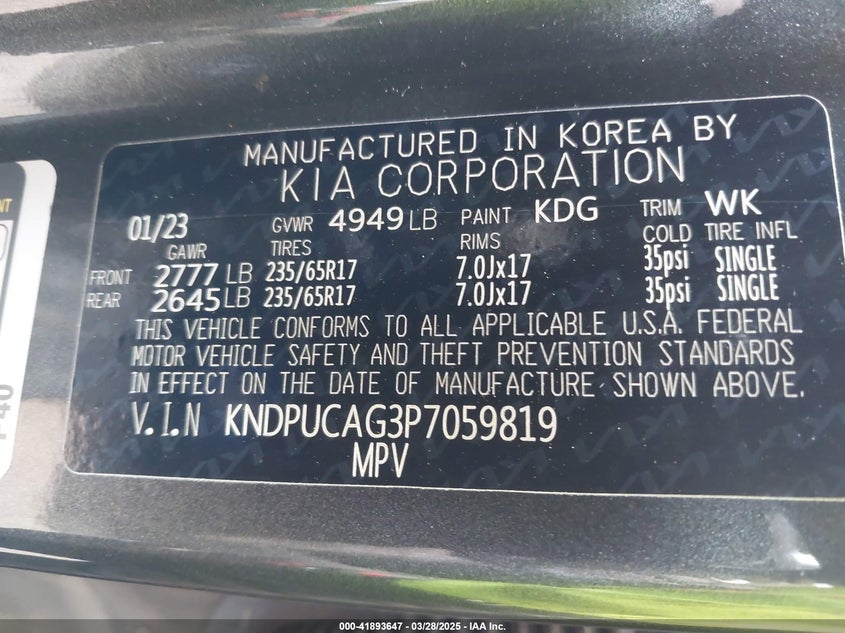 MANUFACTURED IN KOREA BY
KIA CORPORATION
01/23 GVWR 4949 LB PAINT KDG TRIM WK
GAWR TIRES RIMS COLD TIRE INFL
FRONT 2777 LB 235/65R17 7.0Jx17 35psi SINGLE
REAR 2645 LB 235/65R17 7.0Jx17 35psi SINGLE
THIS VEHICLE CONFORMS TO ALL APPLICABLE U.S.A. FEDERAL
MOTOR VEHICLE SAFETY AND THEFT PREVENTION STANDARDS
IN EFFECT ON THE DATE OF MANUFACTURE SHOWN ABOVE.
V.I.N KNDPUCAG3P7059819
MPV
000-41893647 - 03/28/2025 - IAA Inc.